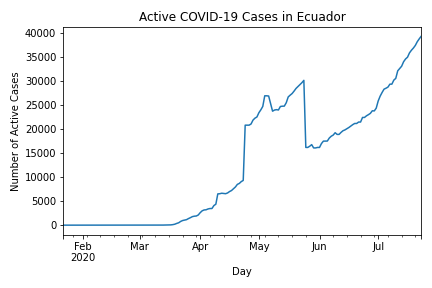 Active COVID-19 Cases in Ecuador
40000
35000
30000
25000
20000
15000
10000
5000
0
Number of Active Cases
Feb Mar Apr May Jun Jul
2020
Day